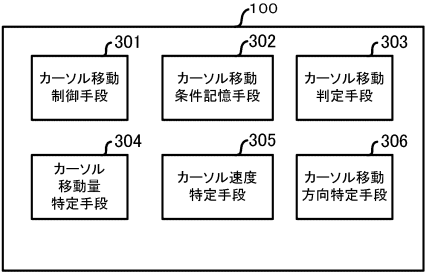 100
301
カーソル移動
制御手段
302
カーソル移動
条件記憶手段
303
カーソル移動
判定手段
304
カーソル
移動量
特定手段
305
カーソル速度
特定手段
306
カーソル移動
方向特定手段